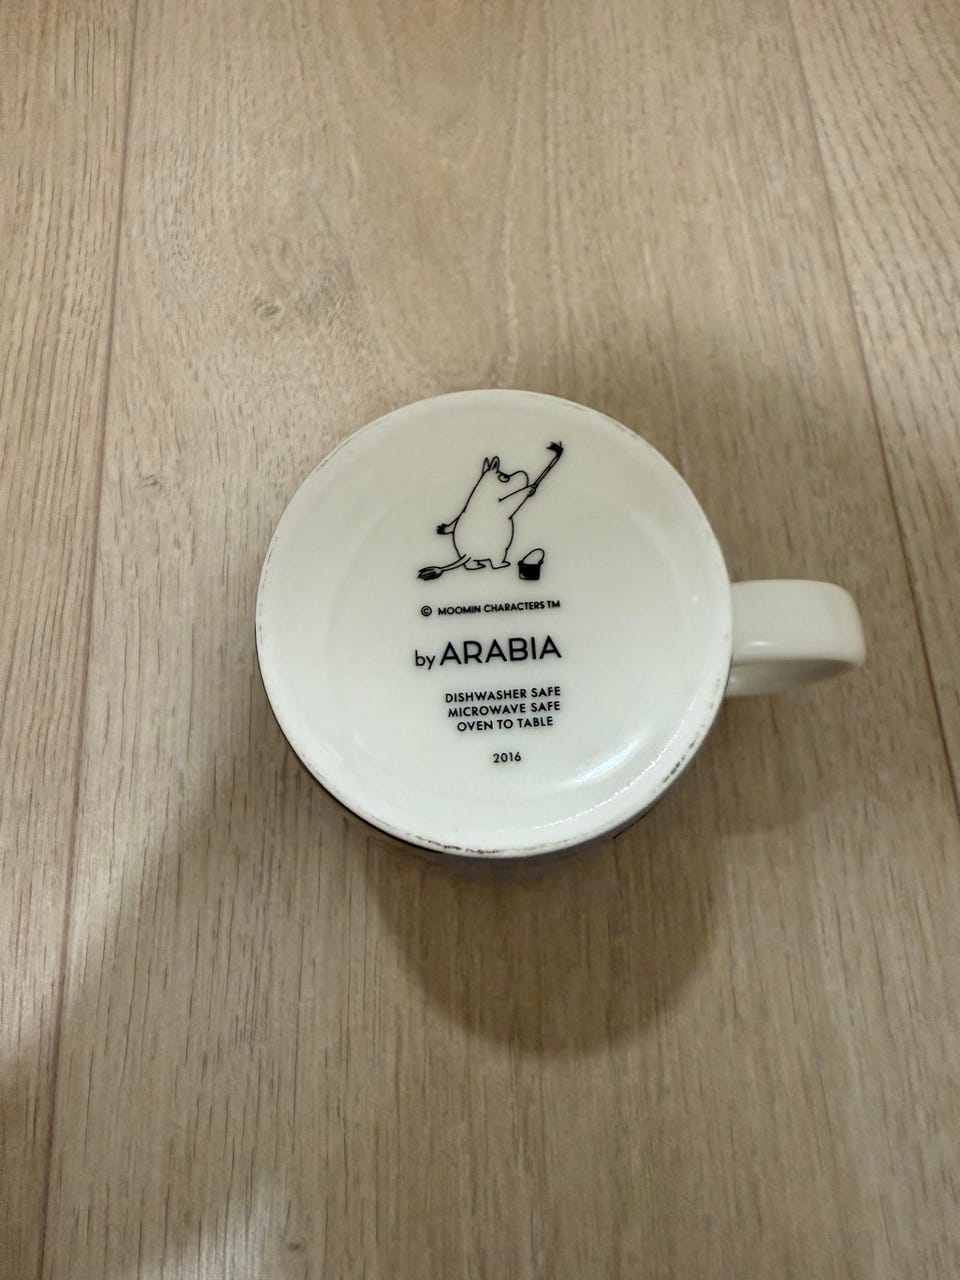 © MOOMIN CHARACTERS TM
by ARABIA
DISHWASHER SAFE
MICROWAVE SAFE
OVEN TO TABLE
2016